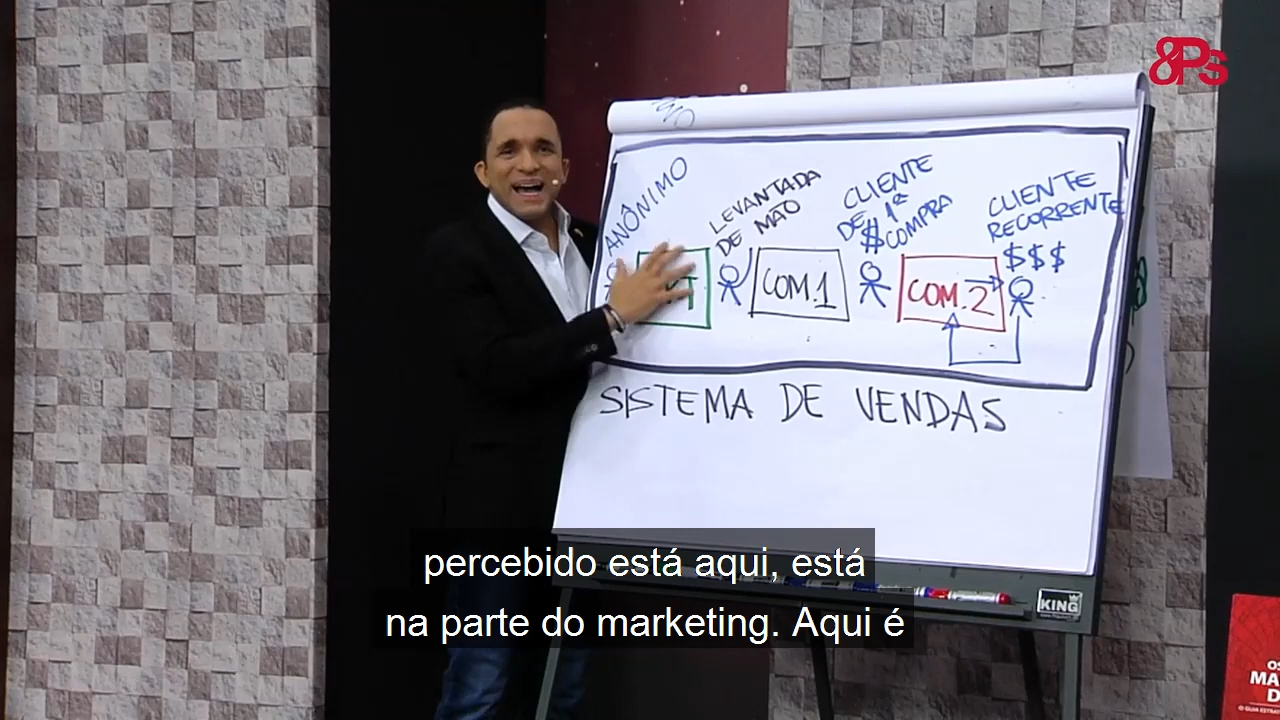 8Ps
ANÔNIMO
LEVANTADA
DE MÃO
CLIENTE
DE 1ª
$ COMPRA
CLIENTE
RECORRENTE
$$$
COM.1
COM.2
SISTEMA DE VENDAS
percebido está aqui, está
na parte do marketing. Aqui é
KING